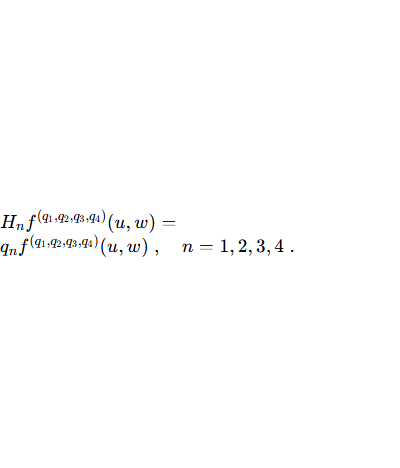 H_n f^{(q_1,q_2,q_3,q_4)}(u, w) =
q_n f^{(q_1,q_2,q_3,q_4)}(u, w) , n = 1, 2, 3, 4 .